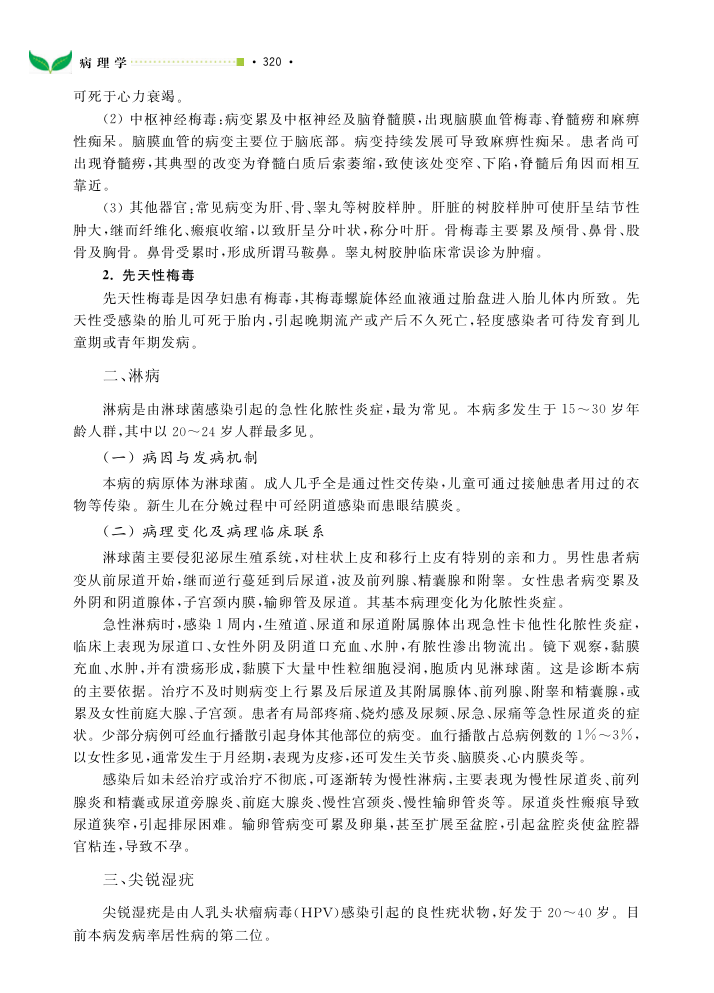 病理学 · 320 ·
可死于心力衰竭。
（2）中枢神经梅毒：病变累及中枢神经及脑脊髓膜，出现脑膜血管梅毒、脊髓痨和麻痹
性痴呆。脑膜血管的病变主要位于脑底部。病变持续发展可导致麻痹性痴呆。患者尚可
出现脊髓痨，其典型的改变为脊髓白质后索萎缩，致使该处变窄、下陷，脊髓后角因而相互
靠近。
（3）其他器官：常见病变为肝、骨、睾丸等树胶样肿。肝脏的树胶样肿可使肝呈结节性
肿大，继而纤维化、瘢痕收缩，以致肝呈分叶状，称分叶肝。骨梅毒主要累及颅骨、鼻骨、股
骨及胸骨。鼻骨受累时，形成所谓马鞍鼻。睾丸树胶肿临床常误诊为肿瘤。
2. 先天性梅毒
先天性梅毒是因孕妇患有梅毒，其梅毒螺旋体经血液通过胎盘进入胎儿体内所致。先
天性受感染的胎儿可死于胎内，引起晚期流产或产后不久死亡，轻度感染者可待发育到儿
童期或青年期发病。
二、淋病
淋病是由淋球菌感染引起的急性化脓性炎症，最为常见。本病多发生于 15～30 岁年
龄人群，其中以 20～24 岁人群最多见。
（一）病因与发病机制
本病的病原体为淋球菌。成人几乎全是通过性交传染，儿童可通过接触患者用过的衣
物等传染。新生儿在分娩过程中可经阴道感染而患眼结膜炎。
（二）病理变化及病理临床联系
淋球菌主要侵犯泌尿生殖系统，对柱状上皮和移行上皮有特别的亲和力。男性患者病
变从前尿道开始，继而逆行蔓延到后尿道，波及前列腺、精囊腺和附睾。女性患者病变累及
外阴和阴道腺体，子宫颈内膜，输卵管及尿道。其基本病理变化为化脓性炎症。
急性淋病时，感染 1 周内，生殖道、尿道和尿道附属腺体出现急性卡他性化脓性炎症，
临床上表现为尿道口、女性外阴及阴道口充血、水肿，有脓性渗出物流出。镜下观察，黏膜
充血、水肿，并有溃疡形成，黏膜下大量中性粒细胞浸润，胞质内见淋球菌。这是诊断本病
的主要依据。治疗不及时则病变上行累及后尿道及其附属腺体、前列腺、附睾和精囊腺，或
累及女性前庭大腺、子宫颈。患者有局部疼痛、烧灼感及尿频、尿急、尿痛等急性尿道炎的症
状。少部分病例可经血行播散引起身体其他部位的病变。血行播散占总病例数的 1％～3％，
以女性多见，通常发生于月经期，表现为皮疹，还可发生关节炎、脑膜炎、心内膜炎等。
感染后如未经治疗或治疗不彻底，可逐渐转为慢性淋病，主要表现为慢性尿道炎、前列
腺炎和精囊或尿道旁腺炎、前庭大腺炎、慢性宫颈炎、慢性输卵管炎等。尿道炎性瘢痕导致
尿道狭窄，引起排尿困难。输卵管病变可累及卵巢，甚至扩展至盆腔，引起盆腔炎使盆腔器
官粘连，导致不孕。
三、尖锐湿疣
尖锐湿疣是由人乳头状瘤病毒（HPV）感染引起的良性疣状物，好发于 20～40 岁。目
前本病发病率居性病的第二位。